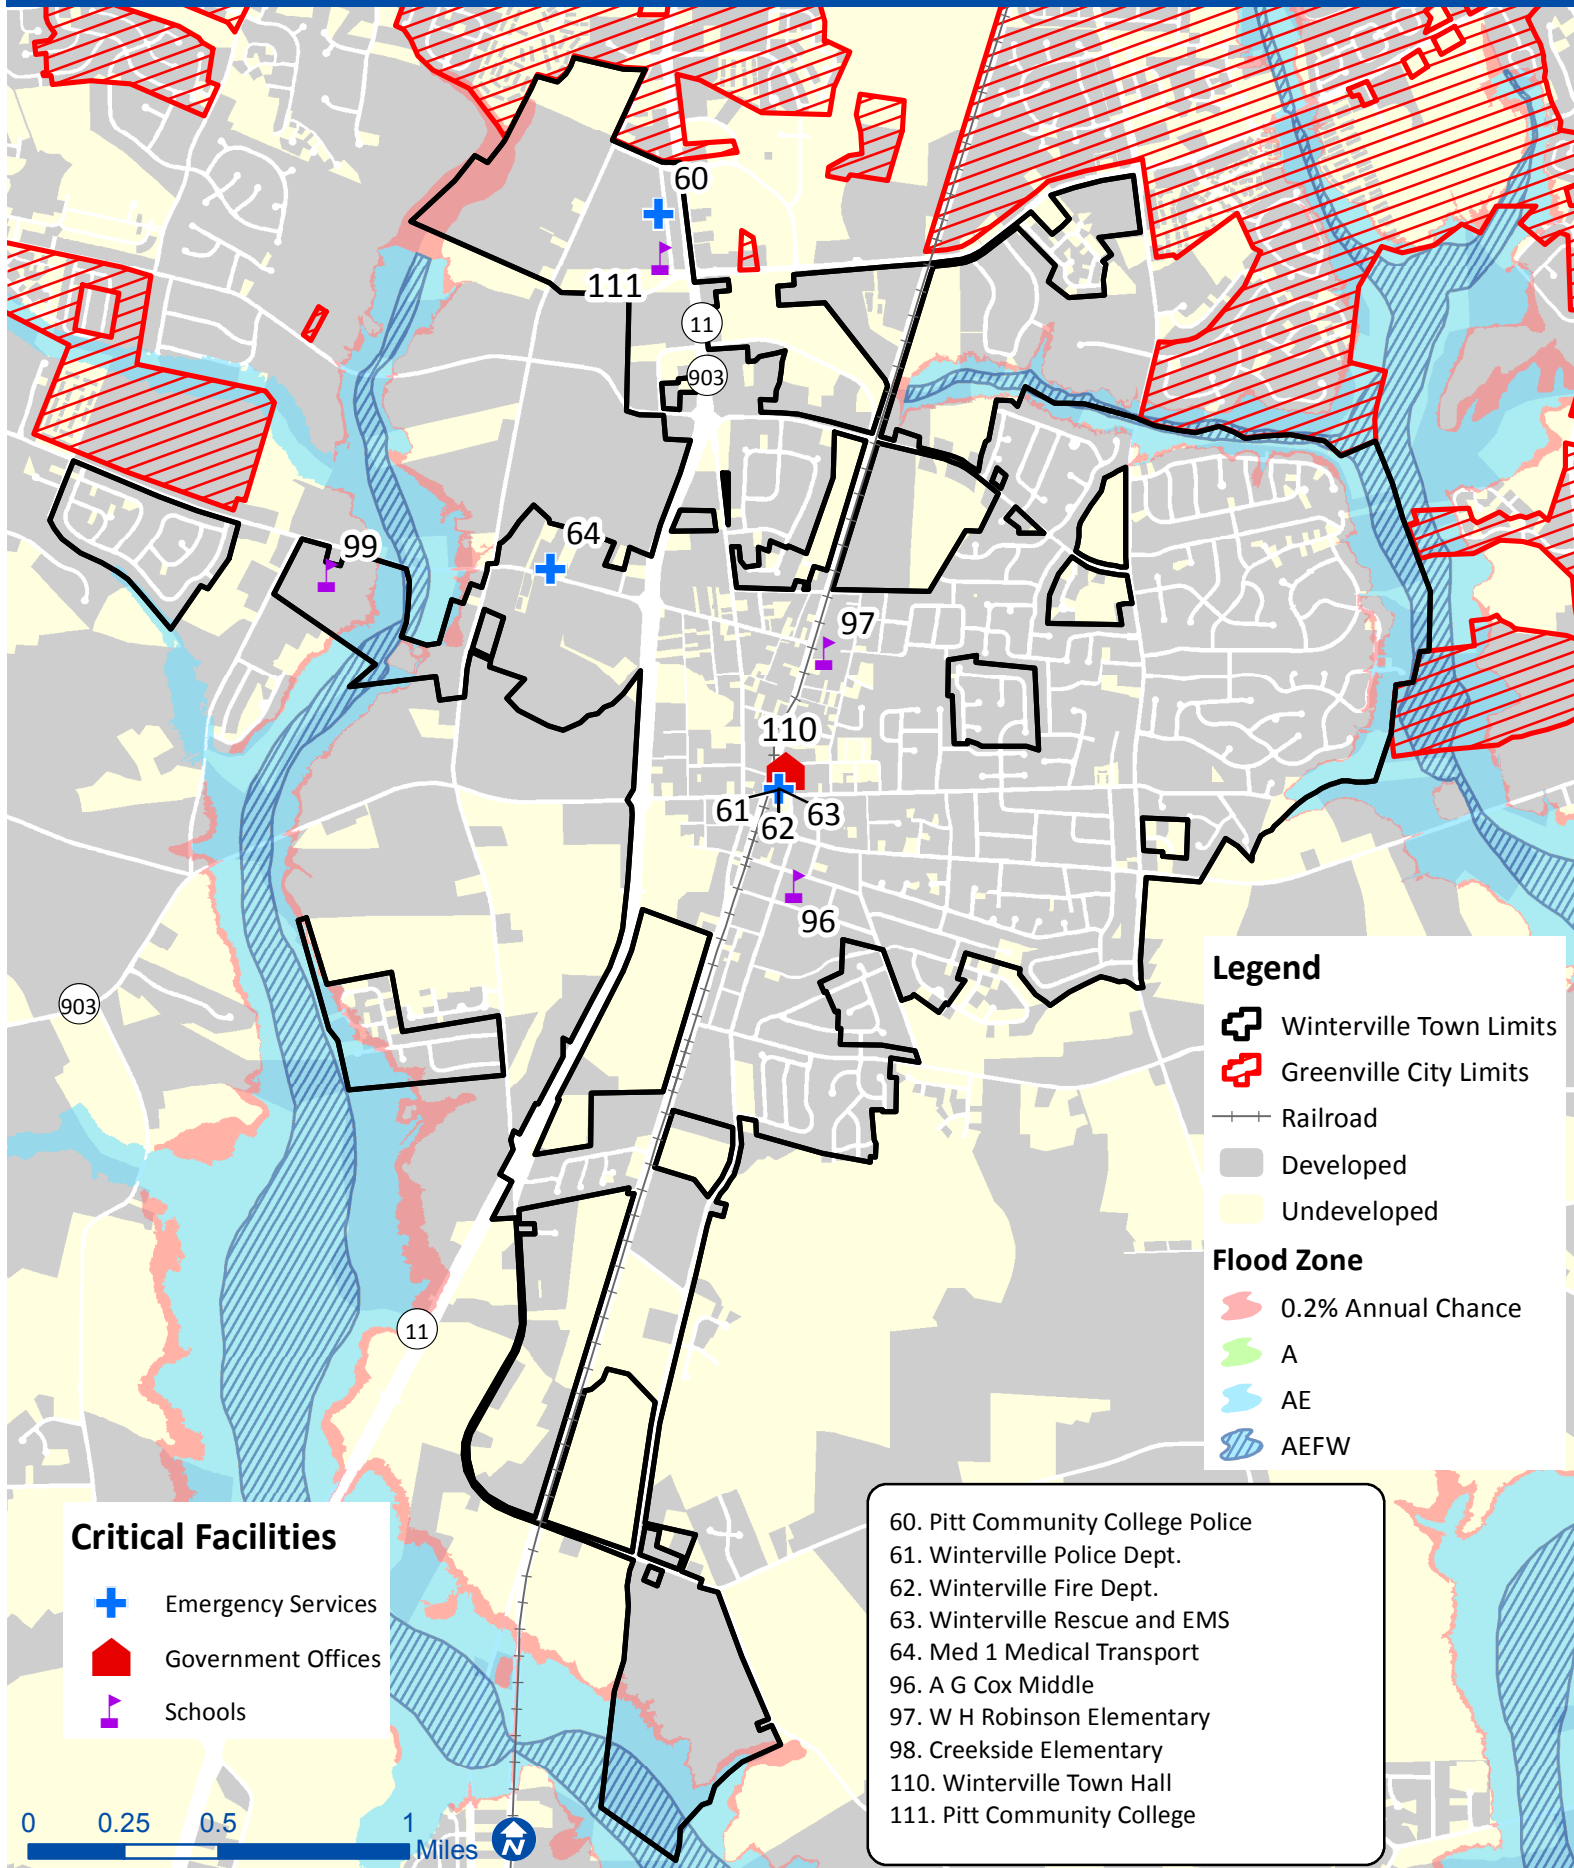 60
111
11
903
64
99
97
110
61
63
62
96
903
11
Legend
Winterville Town Limits
Greenville City Limits
Railroad
Developed
Undeveloped
Flood Zone
0.2% Annual Chance
A
AE
AEFW
Critical Facilities
Emergency Services
Government Offices
Schools
60. Pitt Community College Police
61. Winterville Police Dept.
62. Winterville Fire Dept.
63. Winterville Rescue and EMS
64. Med 1 Medical Transport
96. A G Cox Middle
97. W H Robinson Elementary
98. Creekside Elementary
110. Winterville Town Hall
111. Pitt Community College
0 0.25 0.5 1
Miles
N